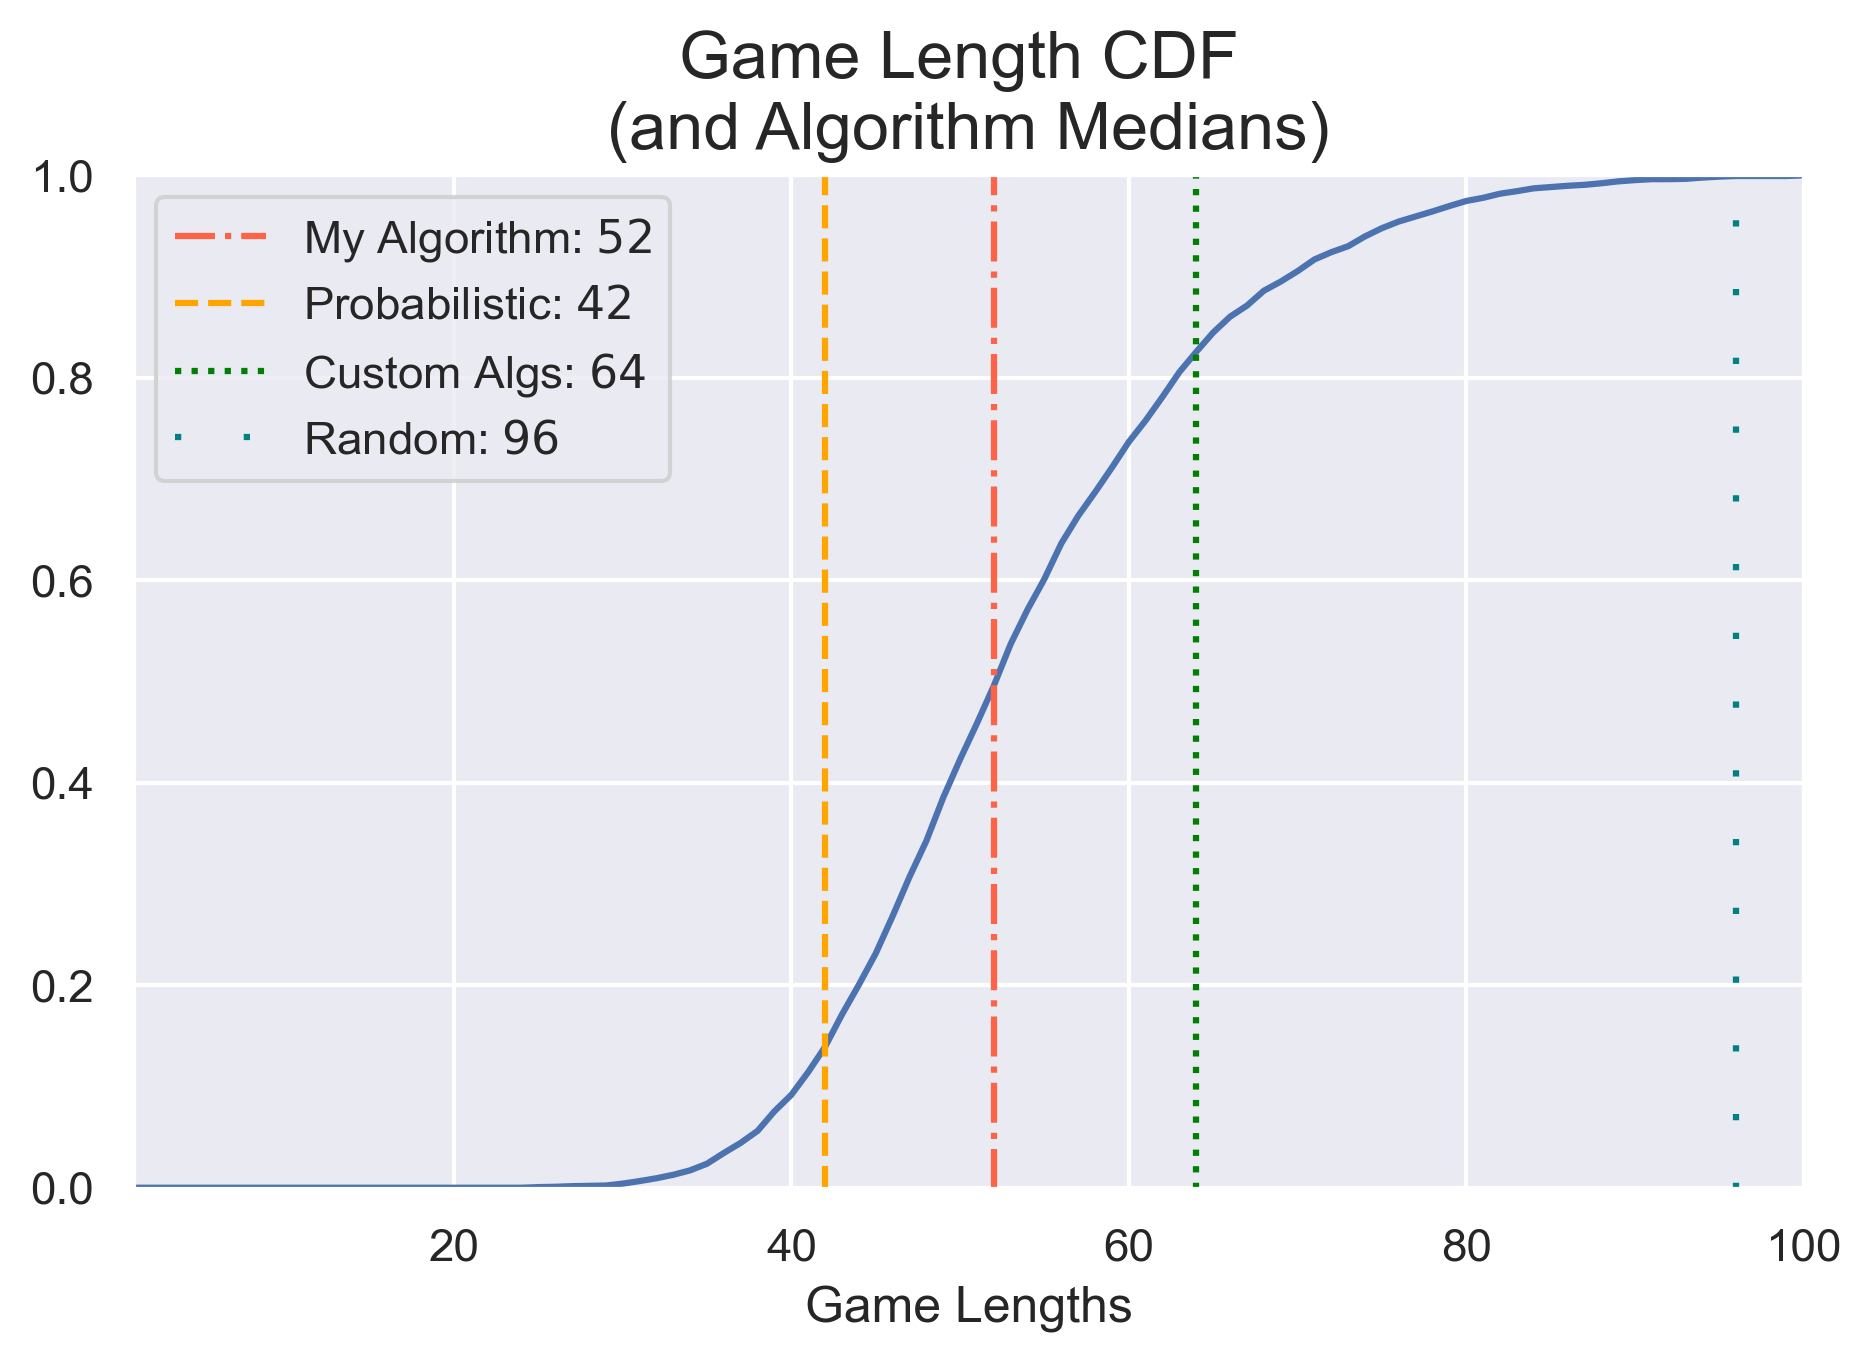 Game Length CDF
(and Algorithm Medians)
1.0
0.8
0.6
0.4
0.2
0.0
My Algorithm: 52
Probabilistic: 42
Custom Algs: 64
Random: 96
20 40 60 80 100
Game Lengths